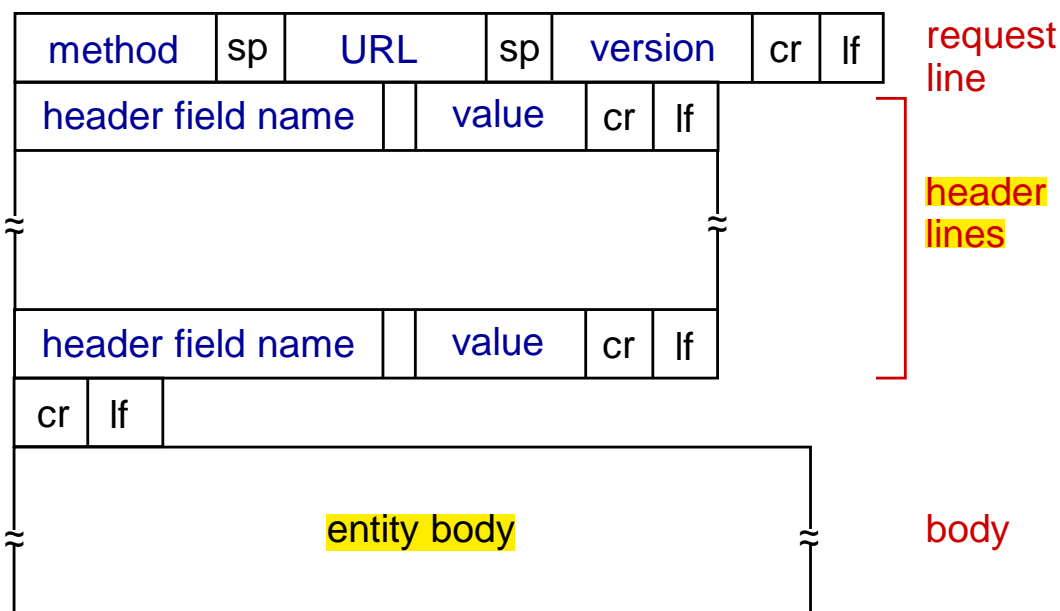 method sp URL sp version cr lf
request
line
header field name value cr lf
header
lines
header field name value cr lf
cr lf
entity body
body